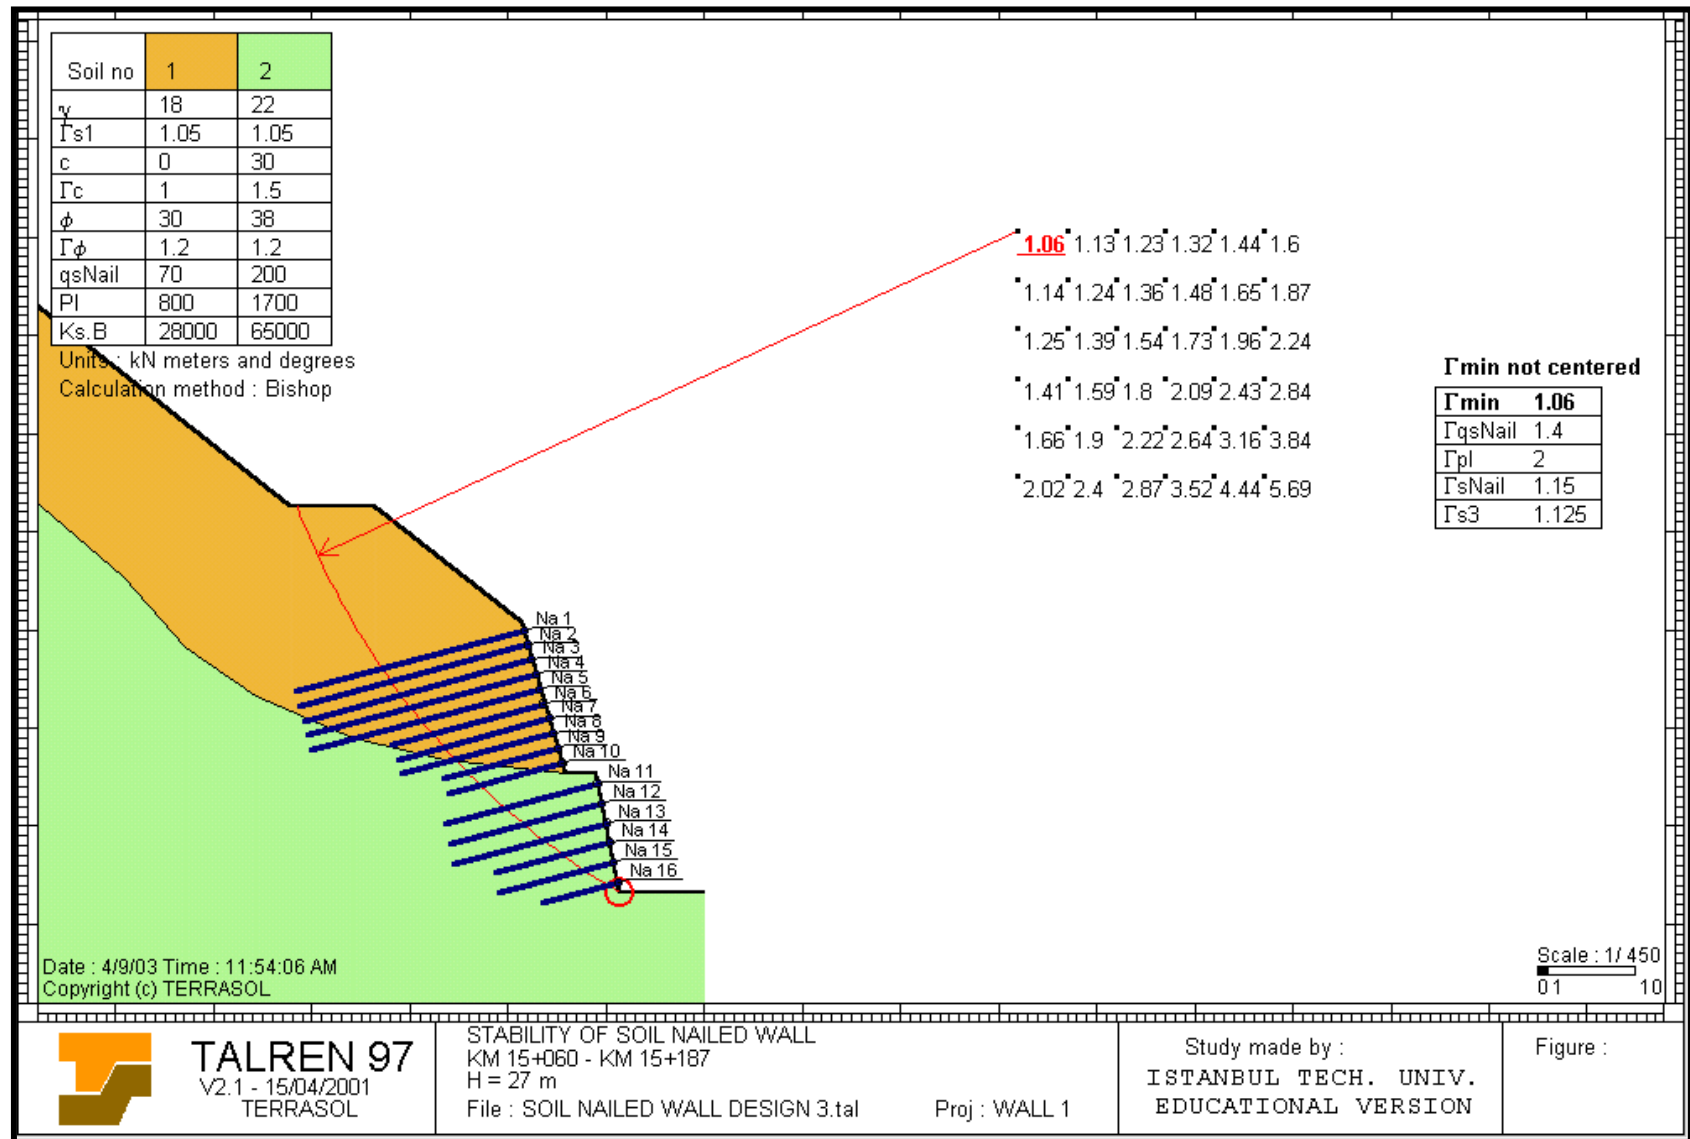 Soil no 1 2
γ 18 22
Γs1 1.05 1.05
c 0 30
Γc 1 1.5
ϕ 30 38
Γϕ 1.2 1.2
qsNail 70 200
Pl 800 1700
Ks.B 28000 65000
Units : kN meters and degrees
Calculation method : Bishop
1.06 1.13 1.23 1.32 1.44 1.6
1.14 1.24 1.36 1.48 1.65 1.87
1.25 1.39 1.54 1.73 1.96 2.24
1.41 1.59 1.8 2.09 2.43 2.84
1.66 1.9 2.22 2.64 3.16 3.84
2.02 2.4 2.87 3.52 4.44 5.69
Γmin not centered
Γmin 1.06
ΓqsNail 1.4
Γpl 2
ΓsNail 1.15
Γs3 1.125
Na 1
Na 2
Na 3
Na 4
Na 5
Na 6
Na 7
Na 8
Na 9
Na 10
Na 11
Na 12
Na 13
Na 14
Na 15
Na 16
Date : 4/9/03 Time : 11:54:06 AM
Copyright (c) TERRASOL
Scale : 1/ 450
0 1 10
TALREN 97
V2.1 - 15/04/2001
TERRASOL
STABILITY OF SOIL NAILED WALL
KM 15+060 - KM 15+187
H = 27 m
File : SOIL NAILED WALL DESIGN 3.tal Proj : WALL 1
Study made by :
ISTANBUL TECH. UNIV.
EDUCATIONAL VERSION
Figure :